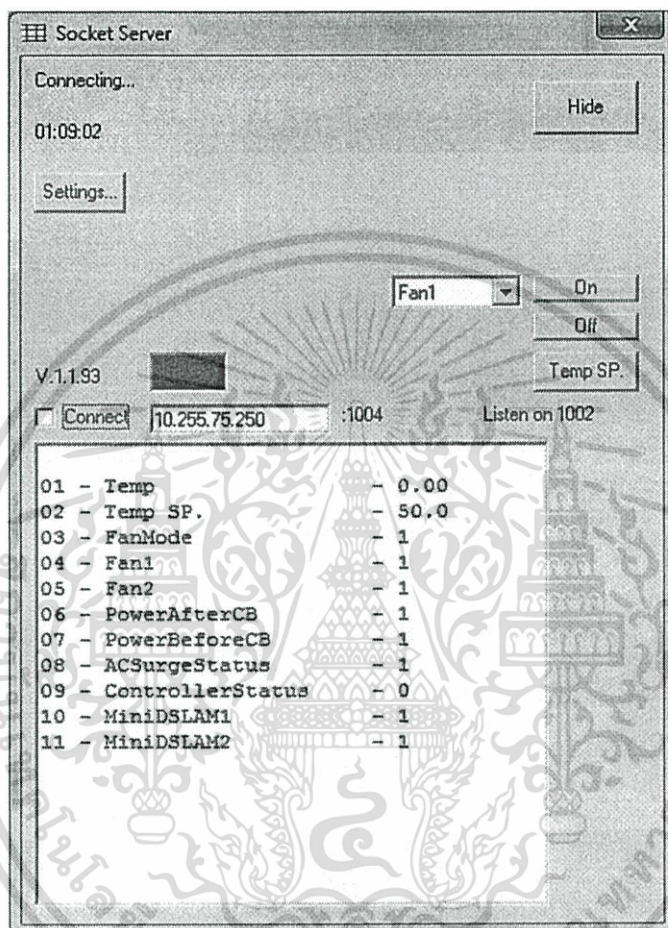 Socket Server
Connecting...
Hide
01:09:02
Settings...
Fan1
On
Off
V.1.1.93
Temp SP.
Connect 10.255.75.250 :1004 Listen on 1002
01 - Temp - 0.00
02 - Temp SP. - 50.0
03 - FanMode - 1
04 - Fan1 - 1
05 - Fan2 - 1
06 - PowerAfterCB - 1
07 - PowerBeforeCB - 1
08 - ACSurgeStatus - 1
09 - ControllerStatus - 0
10 - MiniDSLAM1 - 1
11 - MiniDSLAM2 - 1